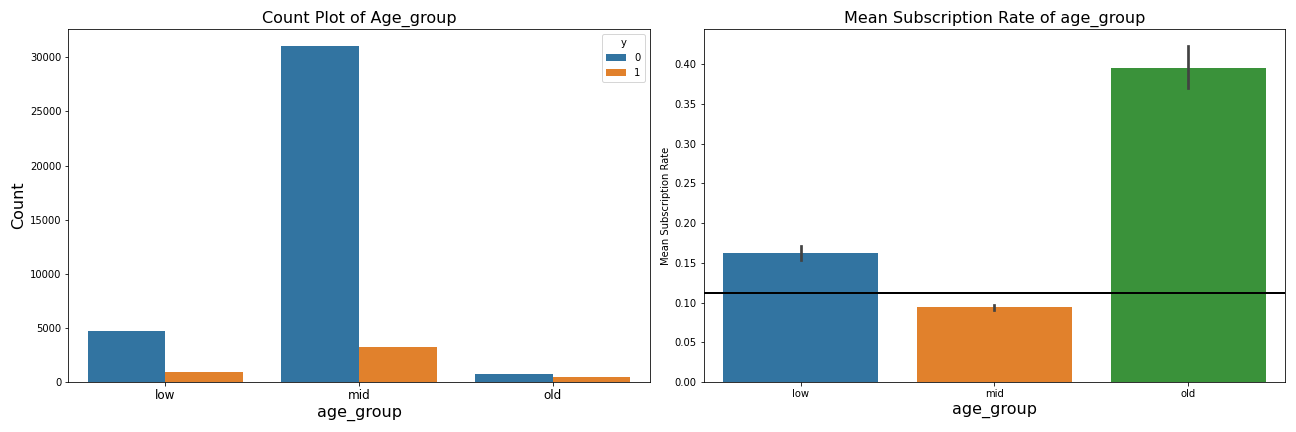 Count Plot of Age_group
Count
30000
25000
20000
15000
10000
5000
0
y
0
1
low mid old
age_group
Mean Subscription Rate of age_group
Mean Subscription Rate
0.40
0.35
0.30
0.25
0.20
0.15
0.10
0.05
0.00
low mid old
age_group